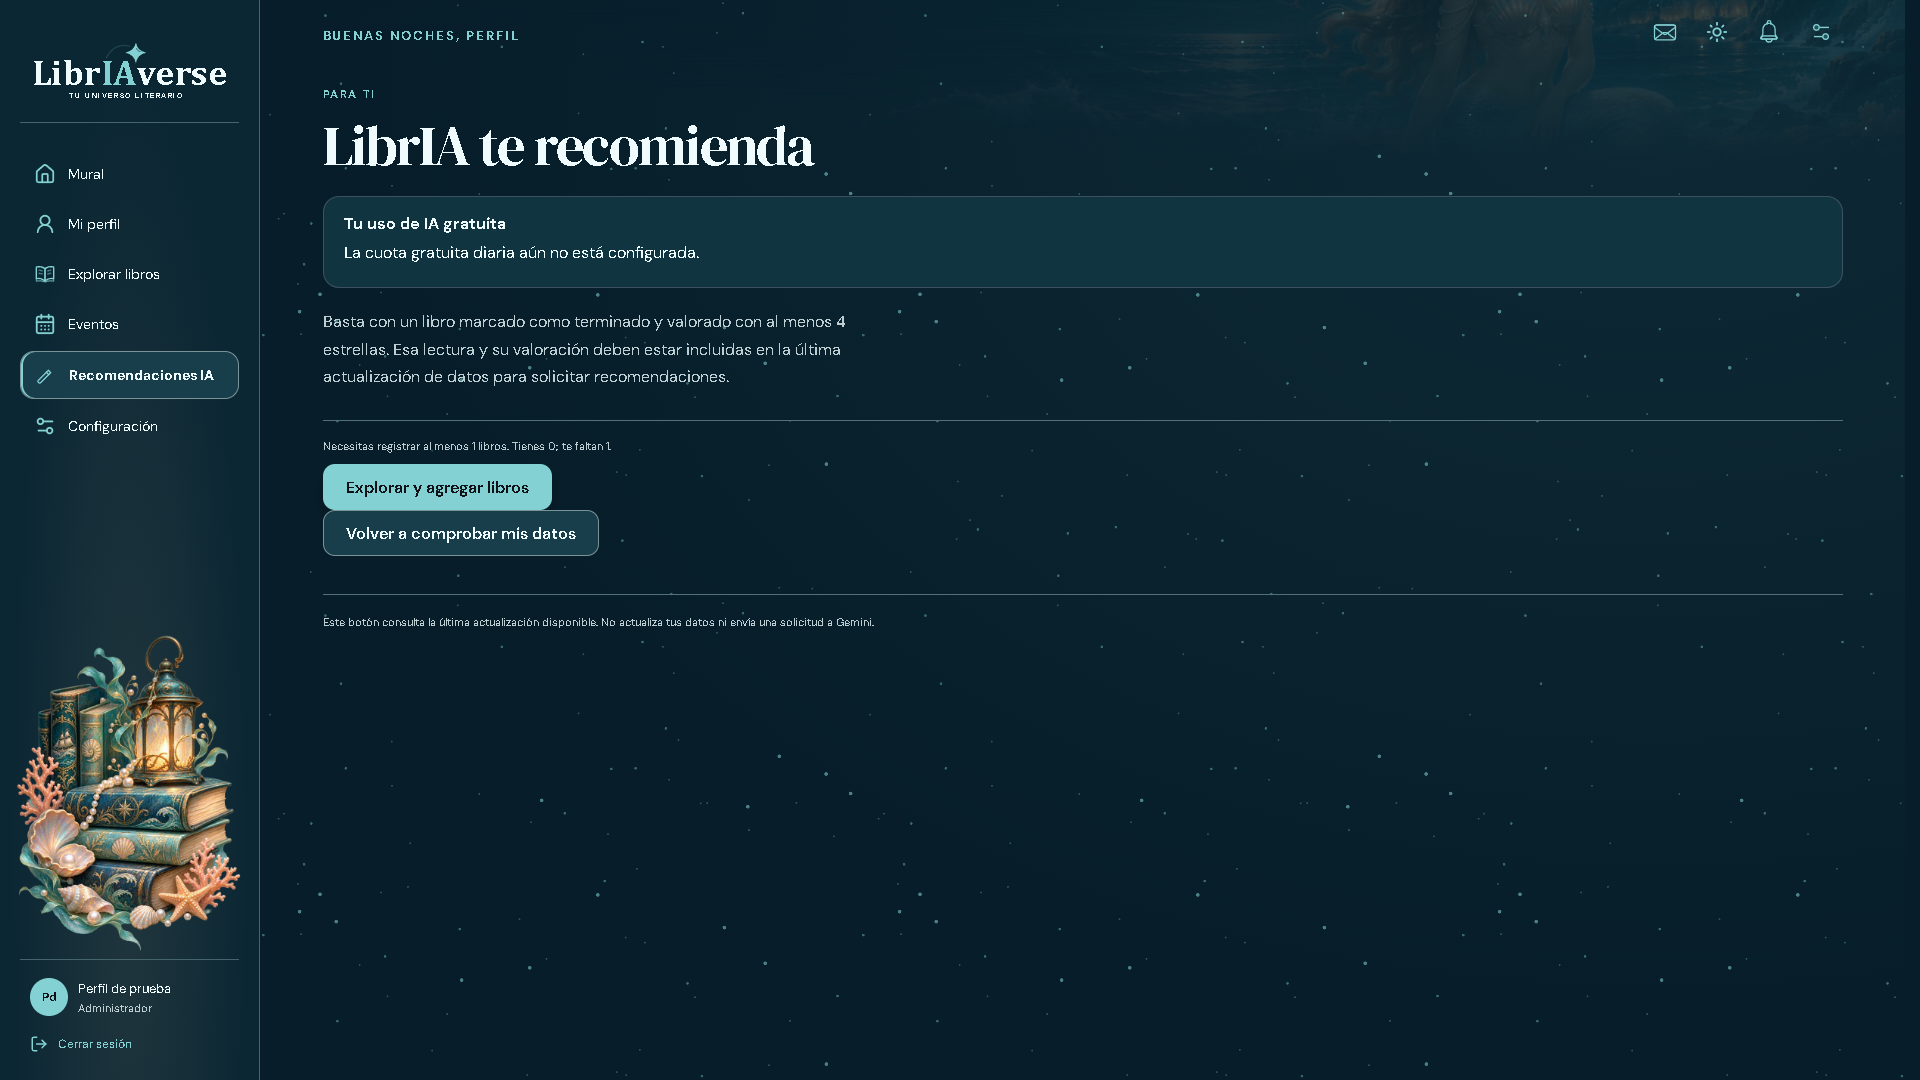 LibrIAverse
TU UNIVERSO LITERARIO
Mural
Mi perfil
Explorar libros
Eventos
Recomendaciones IA
Configuración
Pd
Perfil de prueba
Administrador
Cerrar sesión
BUENAS NOCHES, PERFIL
PARA TI
LibrIA te recomienda
Tu uso de IA gratuita
La cuota gratuita diaria aún no está configurada.
Basta con un libro marcado como terminado y valorado con al menos 4
estrellas. Esa lectura y su valoración deben estar incluidas en la última
actualización de datos para solicitar recomendaciones.
Necesitas registrar al menos 1 libros. Tienes 0; te faltan 1.
Explorar y agregar libros
Volver a comprobar mis datos
Este botón consulta la última actualización disponible. No actualiza tus datos ni envía una solicitud a Gemini.